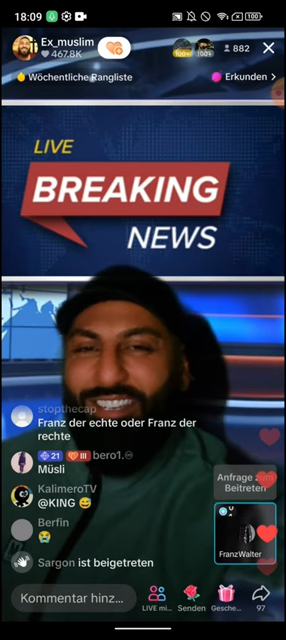 18:09
100
Ex_muslim
467.8K
882
Wöchentliche Rangliste
Erkunden >
LIVE
BREAKING
NEWS
stopthecap
Franz der echte oder Franz der
rechte
21 III bero1.
Müsli
KalimeroTV
@KING 😅
Berfin
😭
Sargon ist beigetreten
Anfrage zum
Beitreten
FranzWalter
Kommentar hinz...
LIVE mi...
Senden
Gesche...
97